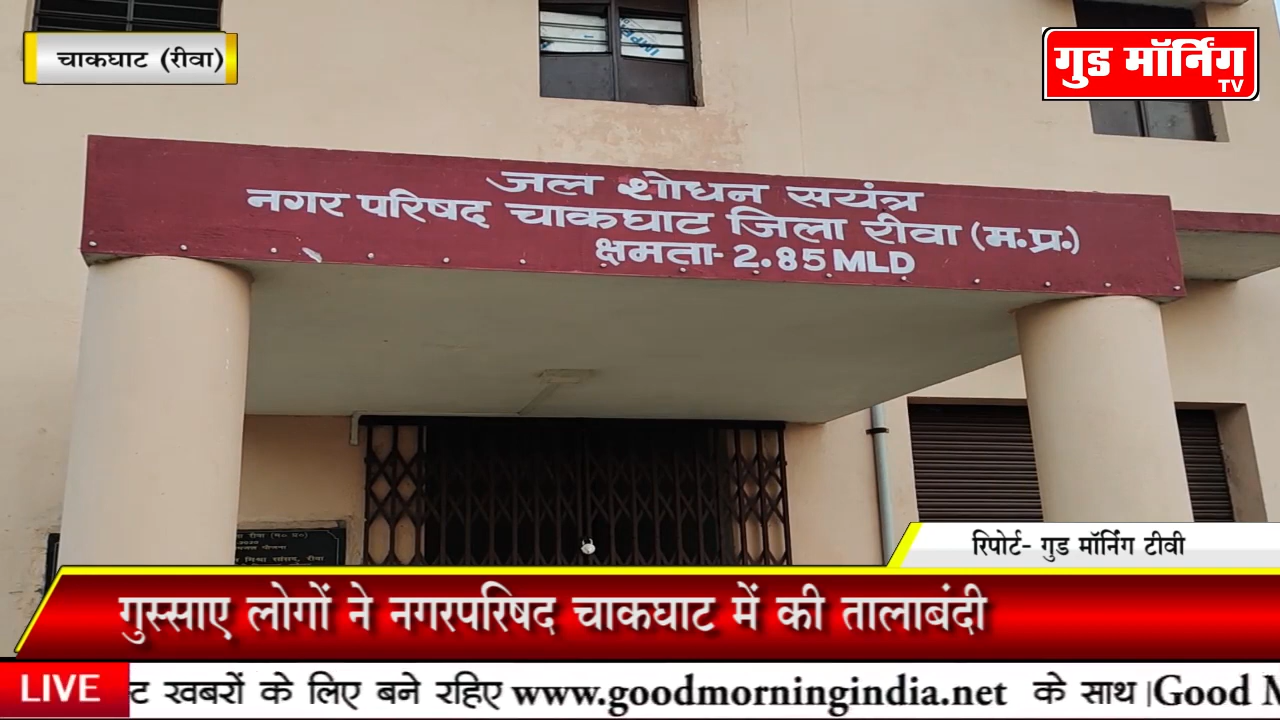 चाकघाट (रीवा)
गुड मॉर्निंग
TV
जल शोधन सयंत्र
नगर परिषद चाकघाट जिला रीवा (म.प्र.)
क्षमता- 2.85 MLD
रिपोर्ट- गुड मॉर्निंग टीवी
गुस्साए लोगों ने नगरपरिषद चाकघाट में की तालाबंदी
LIVE
ट खबरों के लिए बने रहिए www.goodmorningindia.net के साथ |Good M